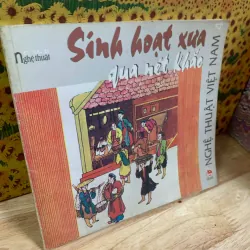 Nghệ thuật
Sinh hoạt xưa
qua nét khắc
NGHỆ THUẬT VIỆT NAM